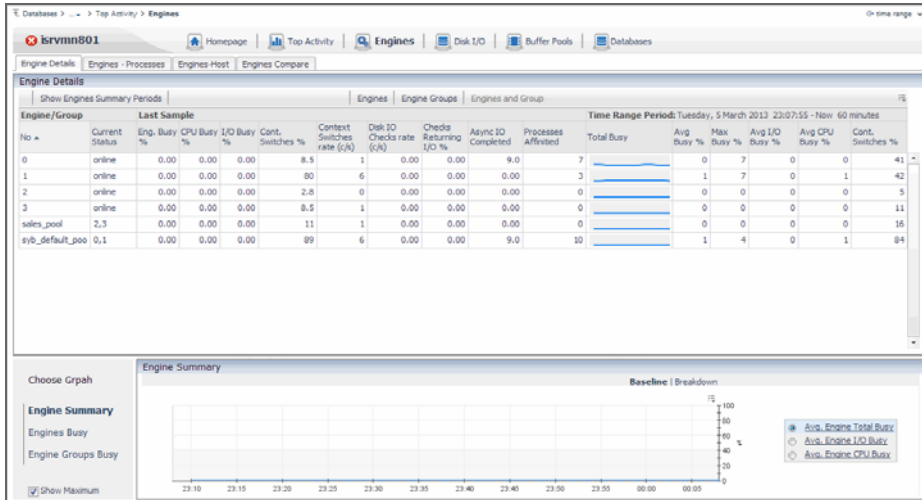 Databases > ... > Top Activity > Engines time range
isrvmn801 Homepage | Top Activity | Engines | Disk I/O | Buffer Pools | Databases
Engine Details Engines - Processes Engines-Host Engines Compare
Engine Details
Show Engines Summary Periods | Engines | Engine Groups | Engines and Group
Engine/Group Last Sample Time Range Period: Tuesday, 5 March 2013 23:07:55 - Now 60 minutes
No Current Status Eng. Busy % CPU Busy % I/O Busy % Cont. Switches % Context Switches rate (c/s) Disk IO Checks rate (c/s) Checks Returning I/O % Async IO Completed Processes Affinitied Total Busy Avg Busy % Max Busy % Avg I/O Busy % Avg CPU Busy % Cont. Switches %
0 online 0.00 0.00 0.00 8.5 1 0.00 0.00 9.0 7 0 7 0 0 41
1 online 0.00 0.00 0.00 80 6 0.00 0.00 0.00 3 1 7 0 1 42
2 online 0.00 0.00 0.00 2.8 0 0.00 0.00 0.00 0 0 0 0 0 5
3 online 0.00 0.00 0.00 8.5 1 0.00 0.00 0.00 0 0 0 0 0 11
sales_pool 2,3 0.00 0.00 0.00 11 1 0.00 0.00 0.00 0 0 0 0 0 16
syb_default_poo 0,1 0.00 0.00 0.00 89 6 0.00 0.00 9.0 10 1 4 0 1 84
Choose Grpah
Engine Summary
Engines Busy
Engine Groups Busy
Show Maximum
Engine Summary
Baseline | Breakdown
100
80
60
%
40
20
23:10 23:15 23:20 23:25 23:30 23:35 23:40 23:45 23:50 23:55 00:00 00:05
Avg. Engine Total Busy
Avg. Engine I/O Busy
Avg. Engine CPU Busy